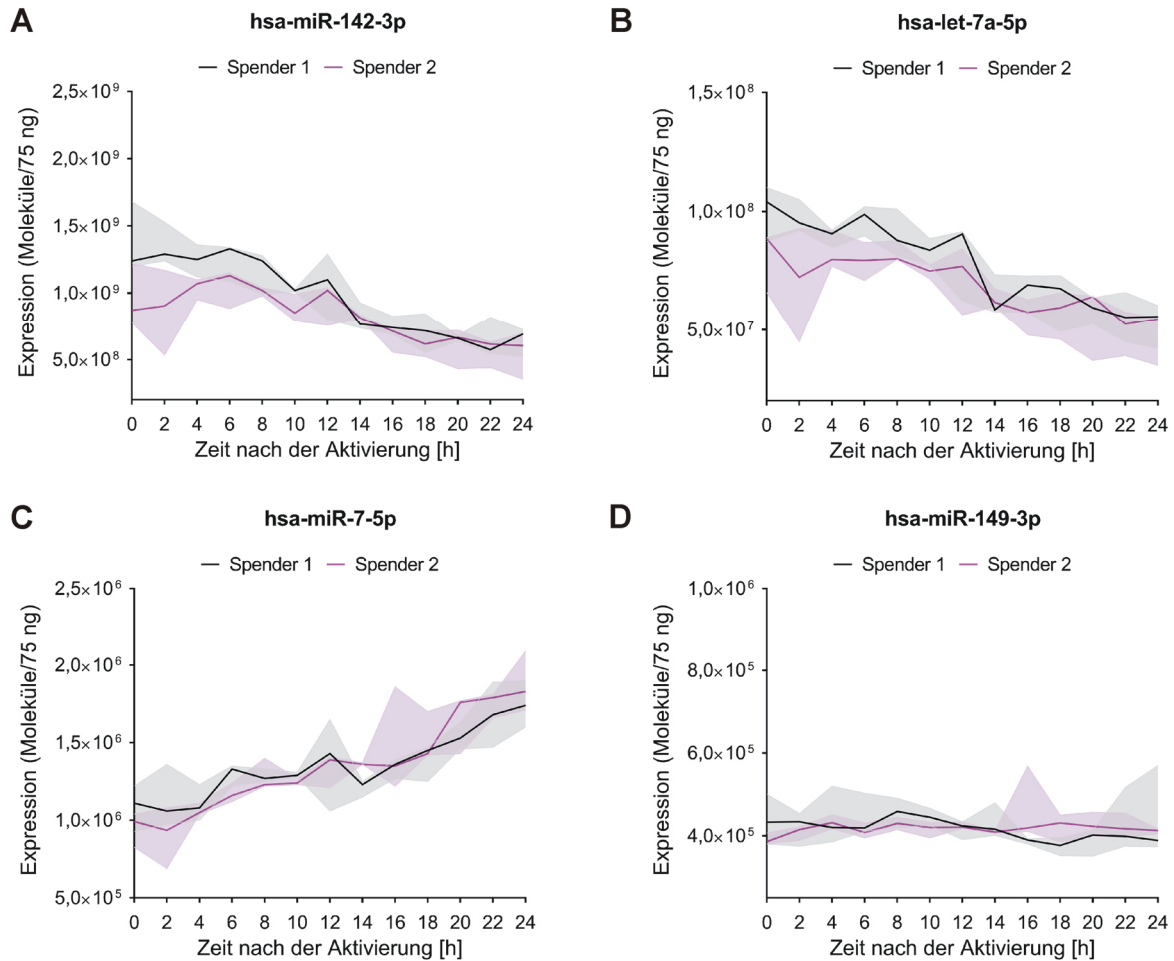 A
hsa-miR-142-3p
Spender 1 Spender 2
Expression (Moleküle/75 ng)
2,5×10⁹
2,0×10⁹
1,5×10⁹
1,0×10⁹
5,0×10⁸
0 2 4 6 8 10 12 14 16 18 20 22 24
Zeit nach der Aktivierung [h]
B
hsa-let-7a-5p
Spender 1 Spender 2
Expression (Moleküle/75 ng)
1,5×10⁸
1,0×10⁸
5,0×10⁷
0 2 4 6 8 10 12 14 16 18 20 22 24
Zeit nach der Aktivierung [h]
C
hsa-miR-7-5p
Spender 1 Spender 2
Expression (Moleküle/75 ng)
2,5×10⁶
2,0×10⁶
1,5×10⁶
1,0×10⁶
5,0×10⁵
0 2 4 6 8 10 12 14 16 18 20 22 24
Zeit nach der Aktivierung [h]
D
hsa-miR-149-3p
Spender 1 Spender 2
Expression (Moleküle/75 ng)
1,0×10⁶
8,0×10⁵
6,0×10⁵
4,0×10⁵
0 2 4 6 8 10 12 14 16 18 20 22 24
Zeit nach der Aktivierung [h]